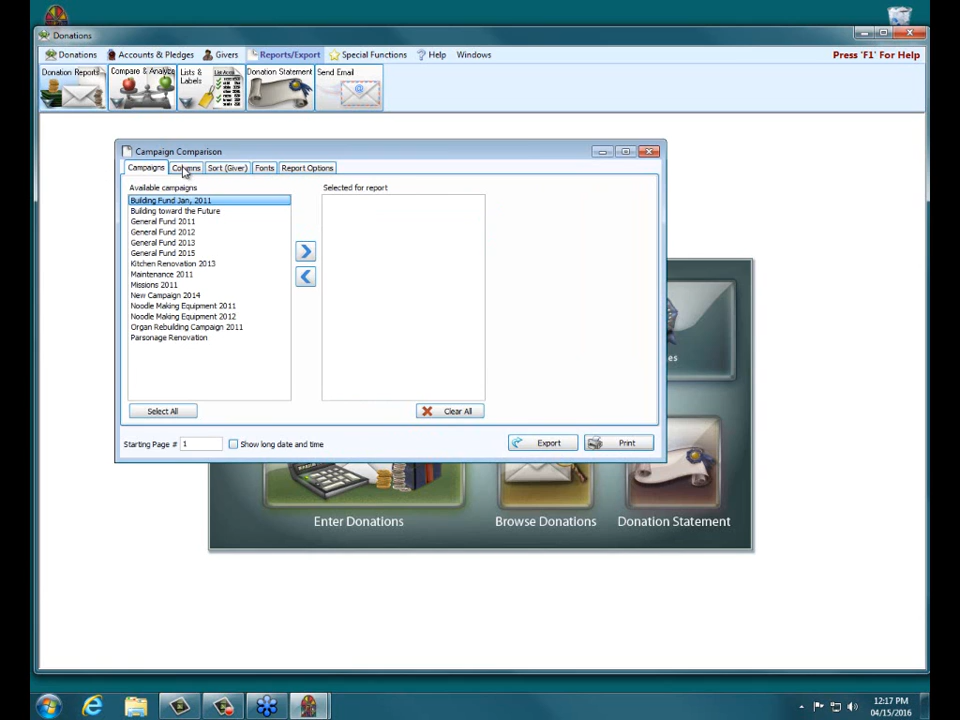 Donations
Donations Accounts & Pledges Givers Reports/Export Special Functions Help Windows Press 'F1' For Help
Donation Reports Compare & Analyze Lists & Labels Donation Statement Send Email
Campaign Comparison
Campaigns Columns Sort (Giver) Fonts Report Options
Available campaigns Selected for report
Building Fund Jan, 2011
Building toward the Future
General Fund 2011
General Fund 2012
General Fund 2013
General Fund 2015
Kitchen Renovation 2013
Maintenance 2011
Missions 2011
New Campaign 2014
Noodle Making Equipment 2011
Noodle Making Equipment 2012
Organ Rebuilding Campaign 2011
Parsonage Renovation
Select All Clear All
Starting Page # 1 Show long date and time Export Print
Enter Donations Browse Donations Donation Statement
12:17 PM
04/15/2016